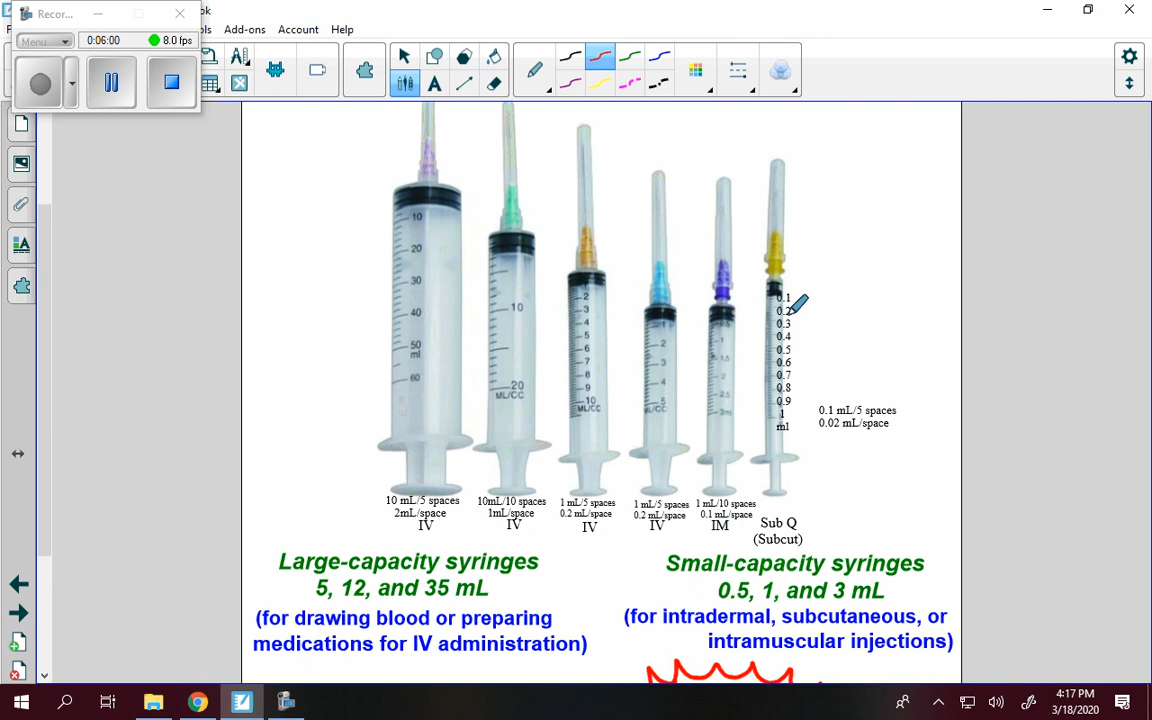 Recor...
ok
Menu
0:06:00
8.0 fps
ols
Add-ons
Account
Help
10
20
30
40
50
ml
60
10
20
ML/CC
2
3
4
5
6
7
8
9
10
ML/CC
2
3
4
5
ML/CC
1
1.5
2
2.5
3ml
0.1
0.2
0.3
0.4
0.5
0.6
0.7
0.8
0.9
1
ml
0.1 mL/5 spaces
0.02 mL/space
10 mL/5 spaces
2mL/space
IV
10mL/10 spaces
1mL/space
IV
1 mL/5 spaces
0.2 mL/space
IV
1 mL/5 spaces
0.2 mL/space
IV
1 mL/10 spaces
0.1 mL/space
IM
Sub Q
(Subcut)
Large-capacity syringes
5, 12, and 35 mL
(for drawing blood or preparing
medications for IV administration)
Small-capacity syringes
0.5, 1, and 3 mL
(for intradermal, subcutaneous, or
intramuscular injections)
4:17 PM
3/18/2020